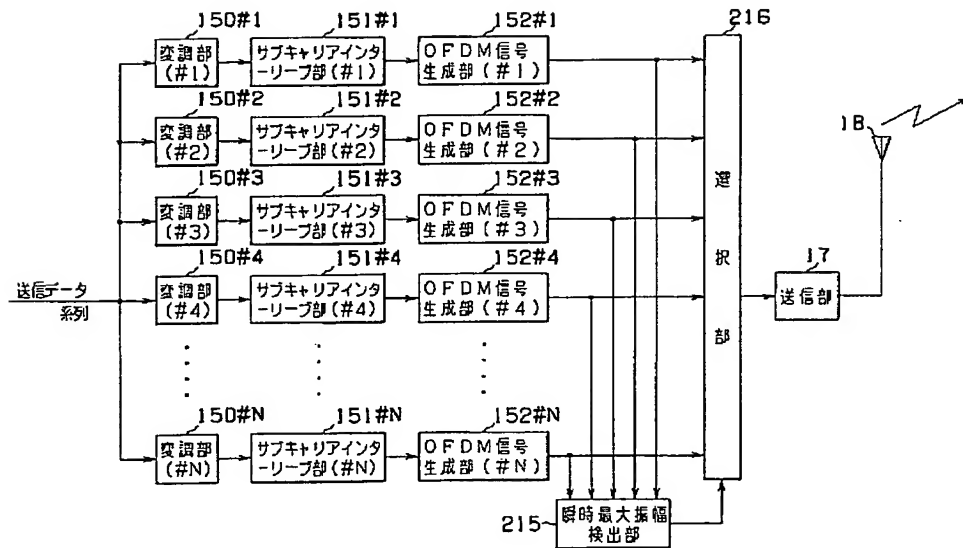 150#1
151#1
152#1
216
変調部
(#1)
サブキャリアインタ
ーリーブ部(#1)
OFDM信号
生成部(#1)
150#2
151#2
152#2
変調部
(#2)
サブキャリアインタ
ーリーブ部(#2)
OFDM信号
生成部(#2)
18
150#3
151#3
152#3
変調部
(#3)
サブキャリアインタ
ーリーブ部(#3)
OFDM信号
生成部(#3)
選択部
150#4
151#4
152#4
17
送信データ
系列
変調部
(#4)
サブキャリアインタ
ーリーブ部(#4)
OFDM信号
生成部(#4)
送信部
150#N
151#N
152#N
変調部
(#N)
サブキャリアインタ
ーリーブ部(#N)
OFDM信号
生成部(#N)
215
瞬時最大振幅
検出部